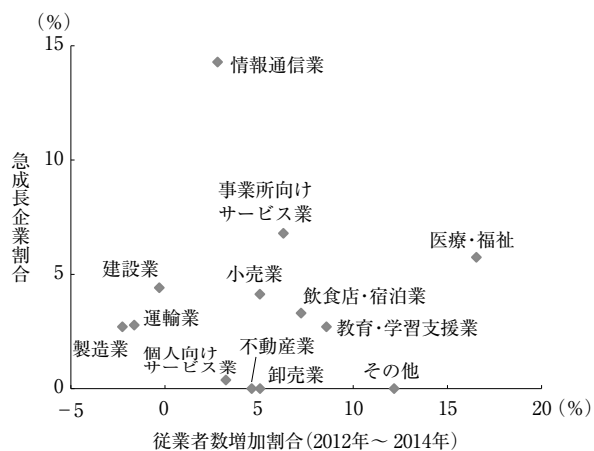 (%)
15
情報通信業
急成長企業割合
10
事業所向け
サービス業
医療・福祉
建設業
小売業
5
飲食店・宿泊業
運輸業
教育・学習支援業
製造業
個人向け
サービス業
不動産業
卸売業
その他
0
-5
0
5
10
15
20
(%)
従業者数増加割合(2012年～2014年)